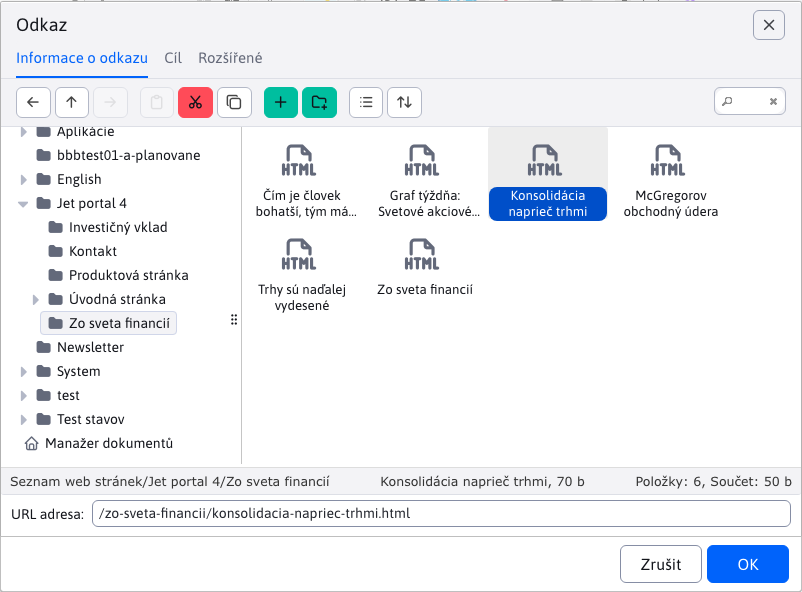 Odkaz
Informace o odkazu
Cíl
Rozšířené
Aplikácie
bbbtest01-a-planovane
English
Jet portal 4
Investičný vklad
Kontakt
Produktová stránka
Úvodná stránka
Zo sveta financií
Newsletter
System
test
Test stavov
Manažer dokumentů
HTML
Čím je človek
bohatší, tým má...
HTML
Graf týždňa:
Svetové akciové...
HTML
Konsolidácia
naprieč trhmi
HTML
McGregorov
obchodný údera
HTML
Trhy sú naďalej
vydesené
HTML
Zo sveta financií
Seznam web stránek/Jet portal 4/Zo sveta financií
Konsolidácia naprieč trhmi, 70 b
Položky: 6, Součet: 50 b
URL adresa:
/zo-sveta-financii/konsolidacia-napriec-trhmi.html
Zrušit
OK